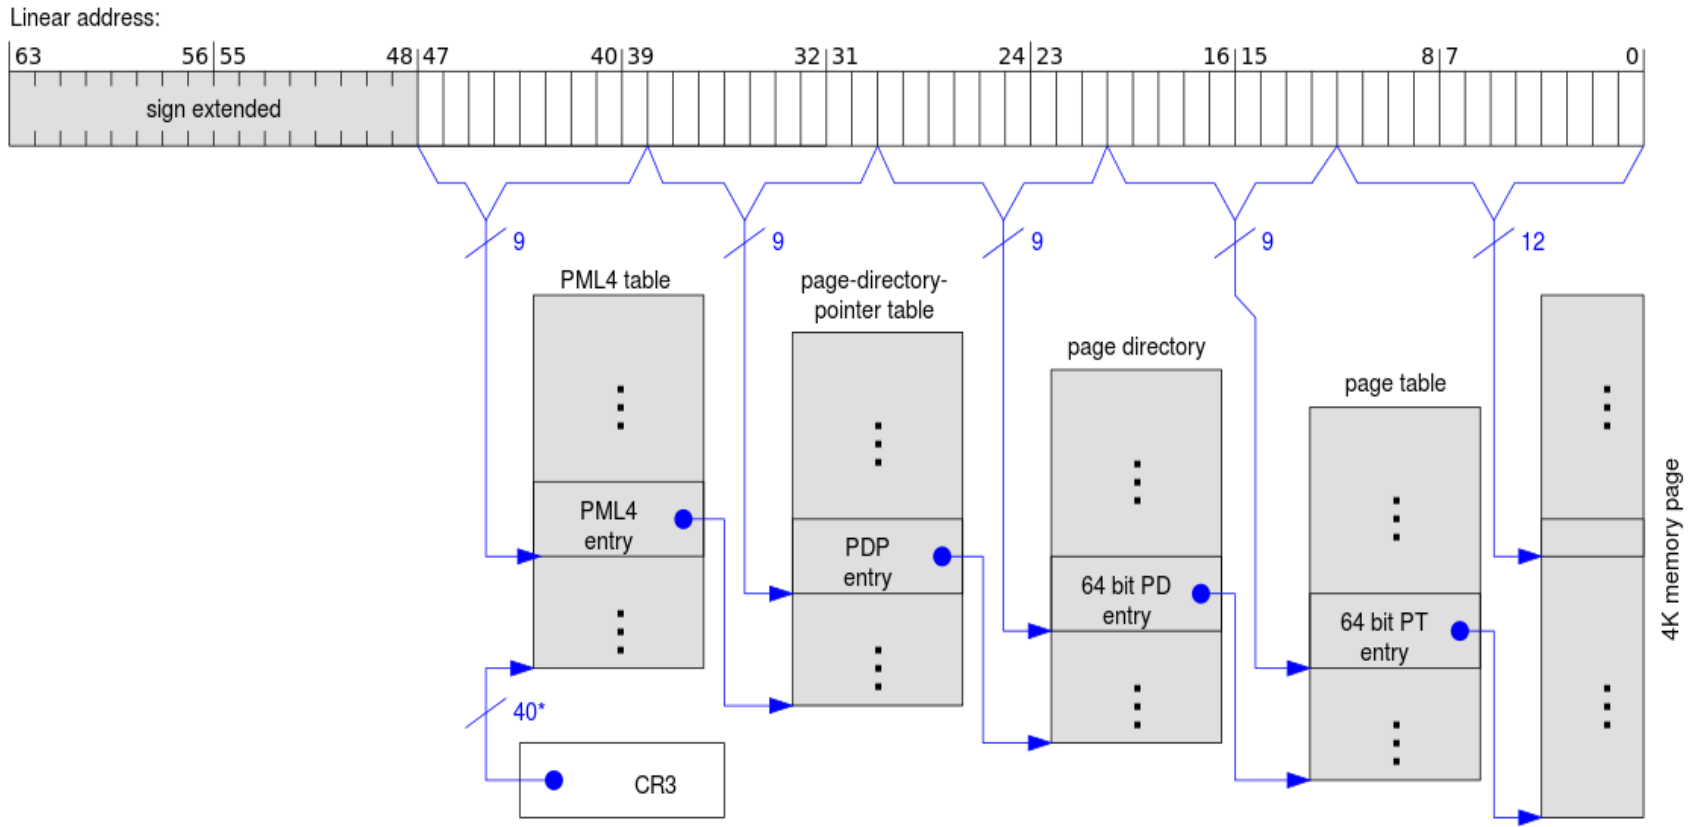 Linear address:
63 56 55 48 47 40 39 32 31 24 23 16 15 8 7 0
sign extended
9 9 9 9 12
PML4 table
page-directory-
pointer table
page directory
page table
PML4
entry
PDP
entry
64 bit PD
entry
64 bit PT
entry
4K memory page
40*
CR3